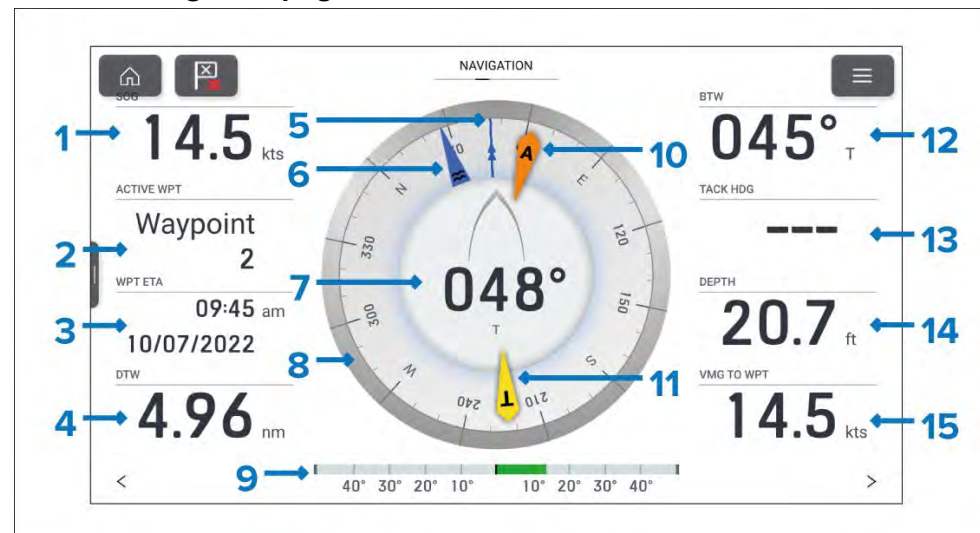 NAVIGATION
SOG
14.5 kts
ACTIVE WPT
Waypoint
2
WPT ETA
09:45 am
10/07/2022
DTW
4.96 nm
BTW
045° T
TACK HDG
---
DEPTH
20.7 ft
VMG TO WPT
14.5 kts
N
E
120
150
S
210
240
W
300
330
A
T
048°
T
40° 30° 20° 10° 10° 20° 30° 40°
< >
1
2
3
4
5
6
7
8
9
10
11
12
13
14
15